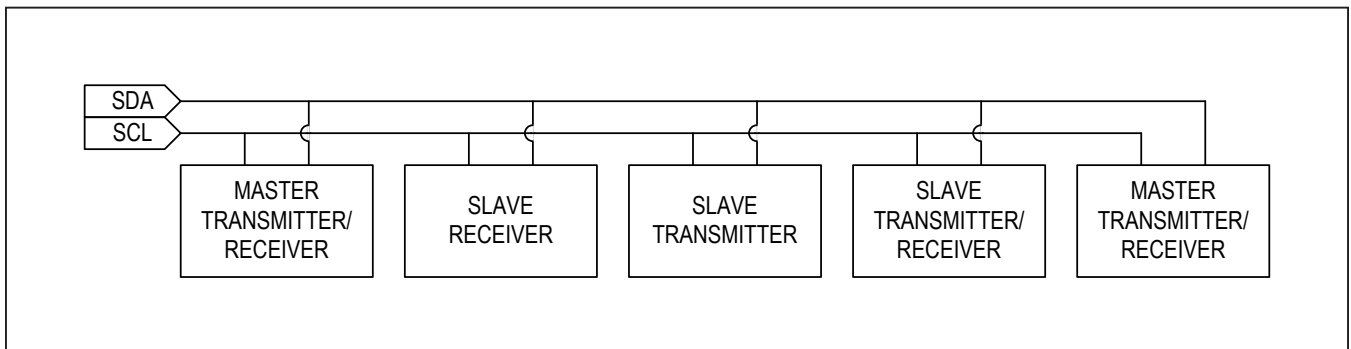 SDA
SCL
MASTER
TRANSMITTER/
RECEIVER
SLAVE
RECEIVER
SLAVE
TRANSMITTER
SLAVE
TRANSMITTER/
RECEIVER
MASTER
TRANSMITTER/
RECEIVER